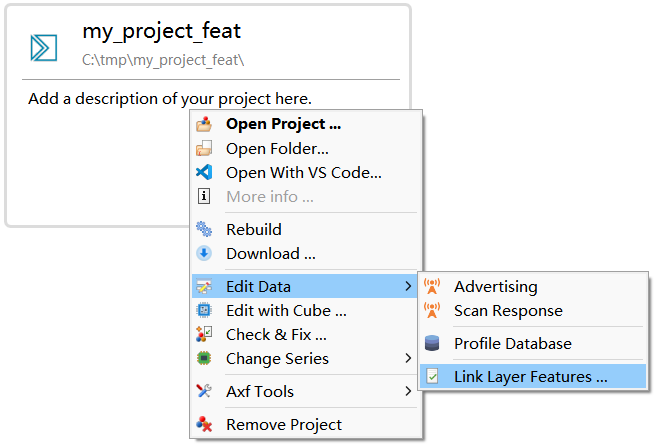 my_project_feat
C:\tmp\my_project_feat\
Add a description of your project here.
Open Project ...
Open Folder...
Open With VS Code...
More info ...
Rebuild
Download ...
Edit Data
Edit with Cube ...
Check & Fix ...
Change Series
Axf Tools
Remove Project
Advertising
Scan Response
Profile Database
Link Layer Features ...